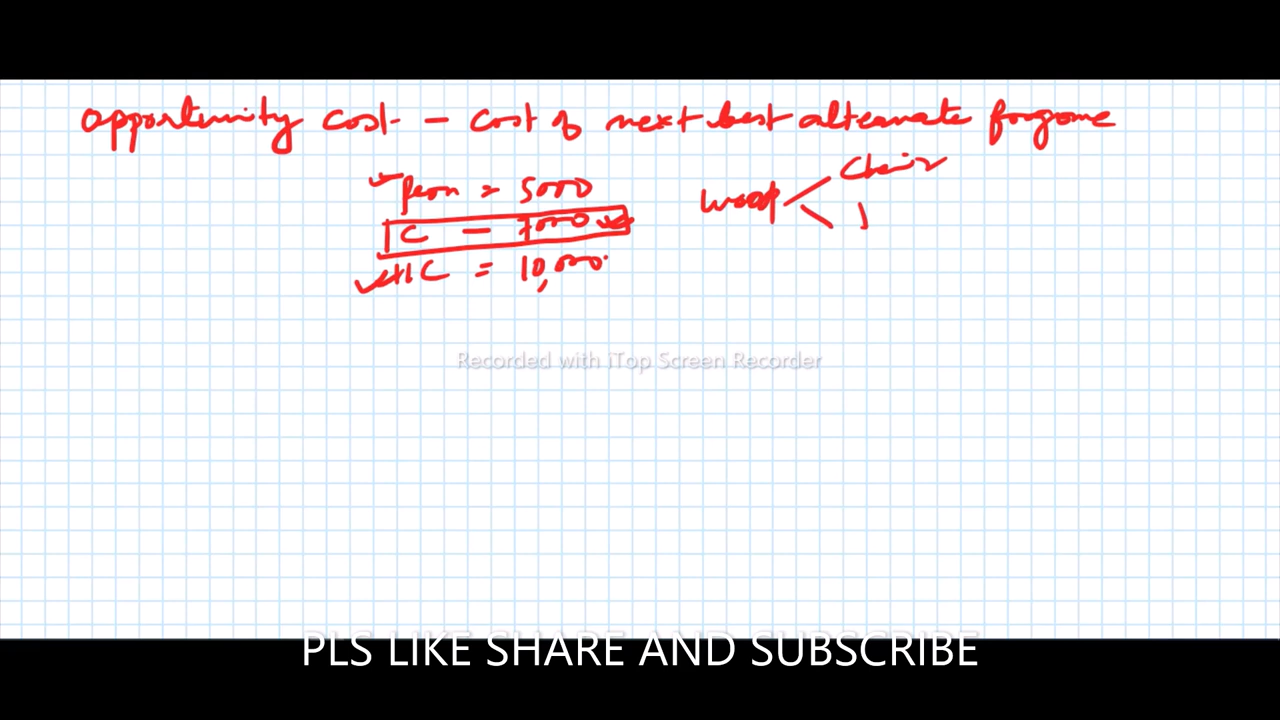 opportunity cost - cost of next best alternate forgone
peon = 5000
C - 7000
HC = 10,000
wood
Chair
Recorded with iTop Screen Recorder
PLS LIKE SHARE AND SUBSCRIBE